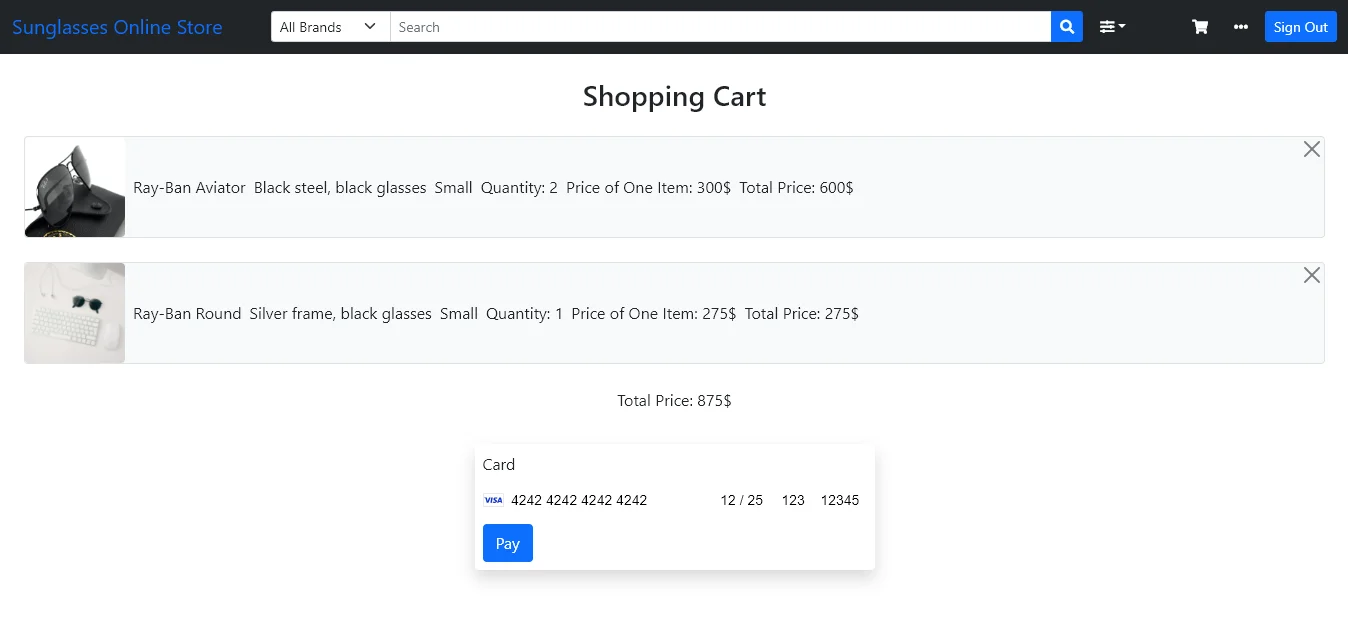 Sunglasses Online Store All Brands Search Sign Out
Shopping Cart
Ray-Ban Aviator Black steel, black glasses Small Quantity: 2 Price of One Item: 300$ Total Price: 600$
Ray-Ban Round Silver frame, black glasses Small Quantity: 1 Price of One Item: 275$ Total Price: 275$
Total Price: 875$
Card
VISA 4242 4242 4242 4242 12 / 25 123 12345
Pay